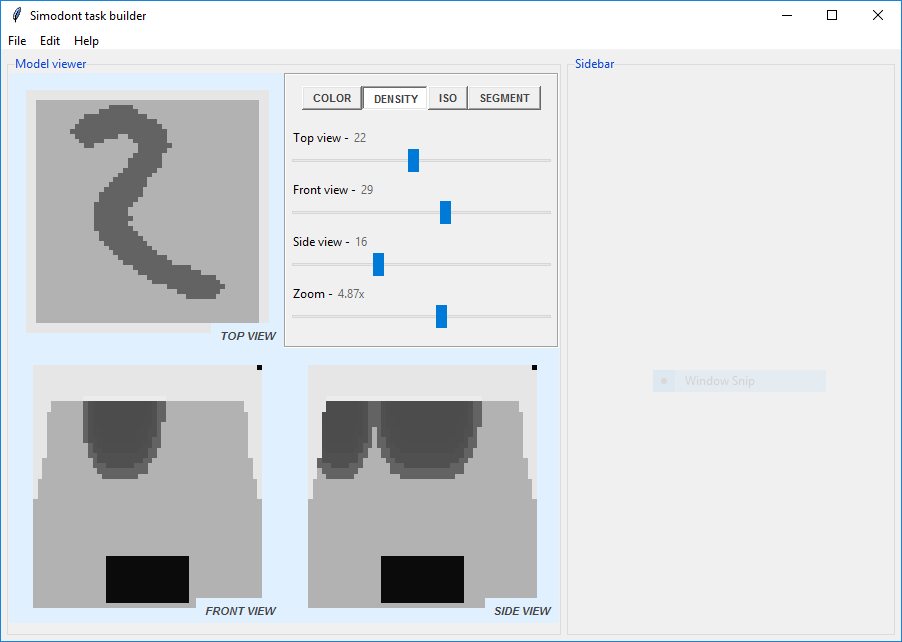 Simodont task builder
File Edit Help
Model viewer
Sidebar
COLOR DENSITY ISO SEGMENT
Top view - 22
Front view - 29
Side view - 16
Zoom - 4.87x
TOP VIEW
Window Snip
FRONT VIEW
SIDE VIEW